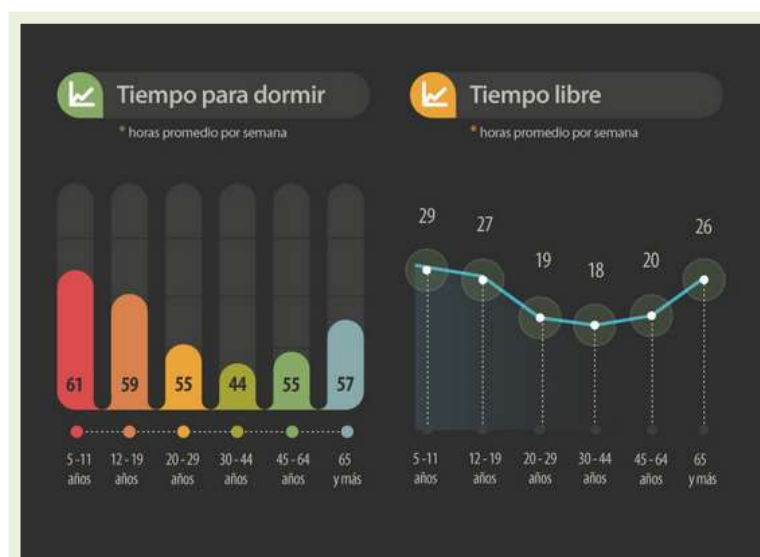 Tiempo para dormir
* horas promedio por semana
61
59
55
44
55
57
5 -11
años
12 - 19
años
20 - 29
años
30 - 44
años
45 - 64
años
65
y más
Tiempo libre
* horas promedio por semana
29
27
19
18
20
26
5 -11
años
12 - 19
años
20 - 29
años
30 - 44
años
45 - 64
años
65
y más